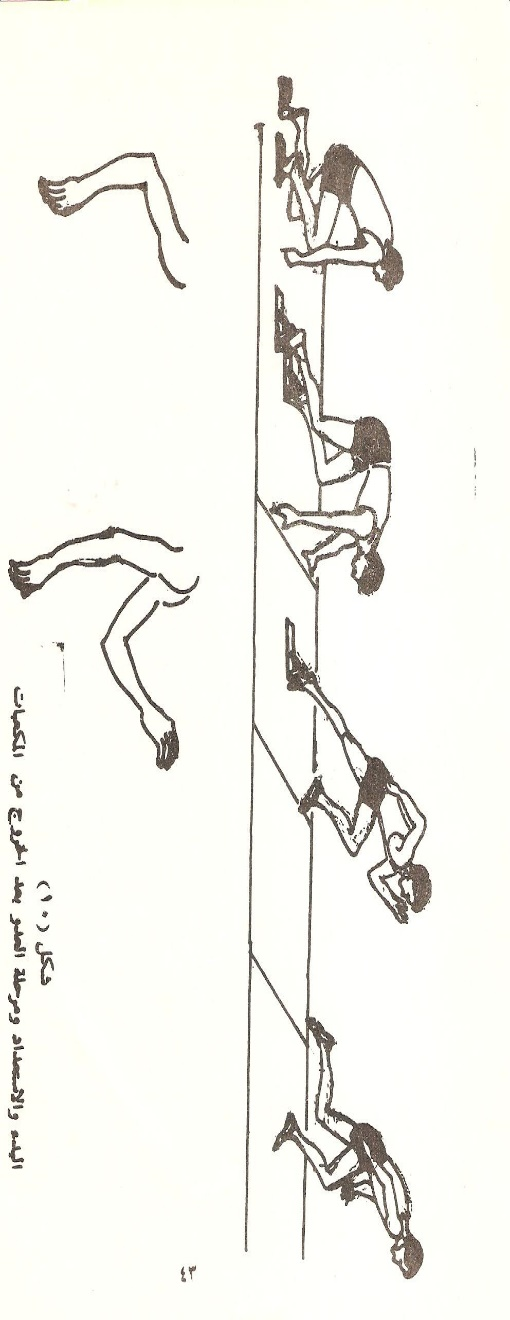 شكل (١٠)
البدء والاستعداد ومرحلة العدو بعد الخروج من المكعبات
٤٣